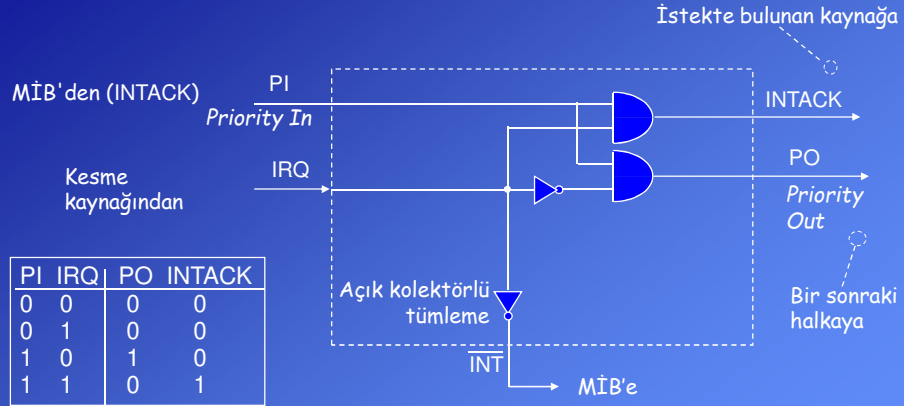 İstekte bulunan kaynağa
MİB'den (INTACK)
PI
Priority In
INTACK
Kesme
kaynağından
IRQ
PO
Priority
Out
Açık kolektörlü
tümleme
Bir sonraki
halkaya
INT
MİB'e
PI IRQ PO INTACK
0 0 0 0
0 1 0 0
1 0 1 0
1 1 0 1